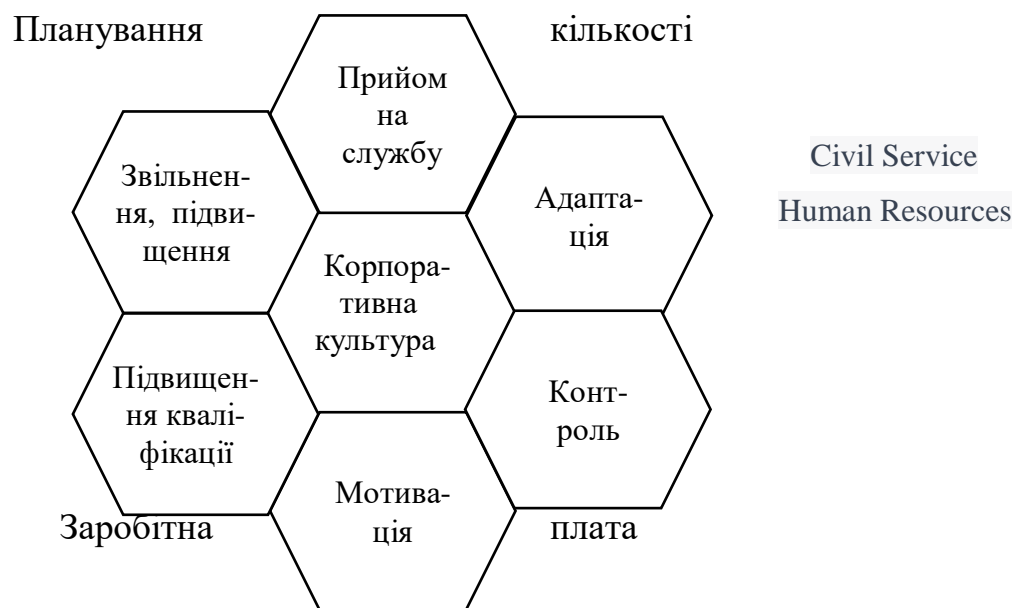 Планування кількості
Прийом
на
службу
Civil Service
Human Resources
Звільнен-
ня, підви-
щення
Адапта-
ція
Корпора-
тивна
культура
Підвищен-
ня квалі-
фікації
Конт-
роль
Мотива-
ція
Заробітна плата